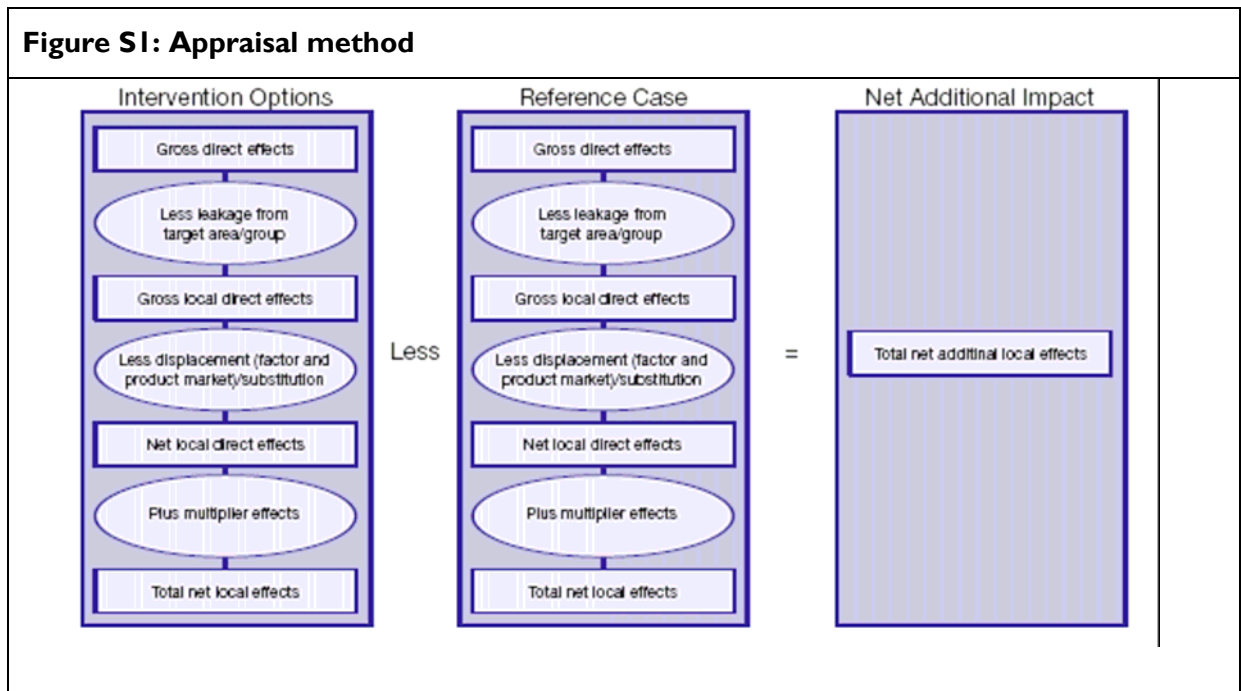 Figure S1: Appraisal method
Intervention Options
Gross direct effects
Less leakage from
target area/group
Gross local direct effects
Less displacement (factor and
product market)/substitution
Net local direct effects
Plus multiplier effects
Total net local effects
Less
Reference Case
Gross direct effects
Less leakage from
target area/group
Gross local direct effects
Less displacement (factor and
product market)/substitution
Net local direct effects
Plus multiplier effects
Total net local effects
=
Net Additional Impact
Total net additinal local effects